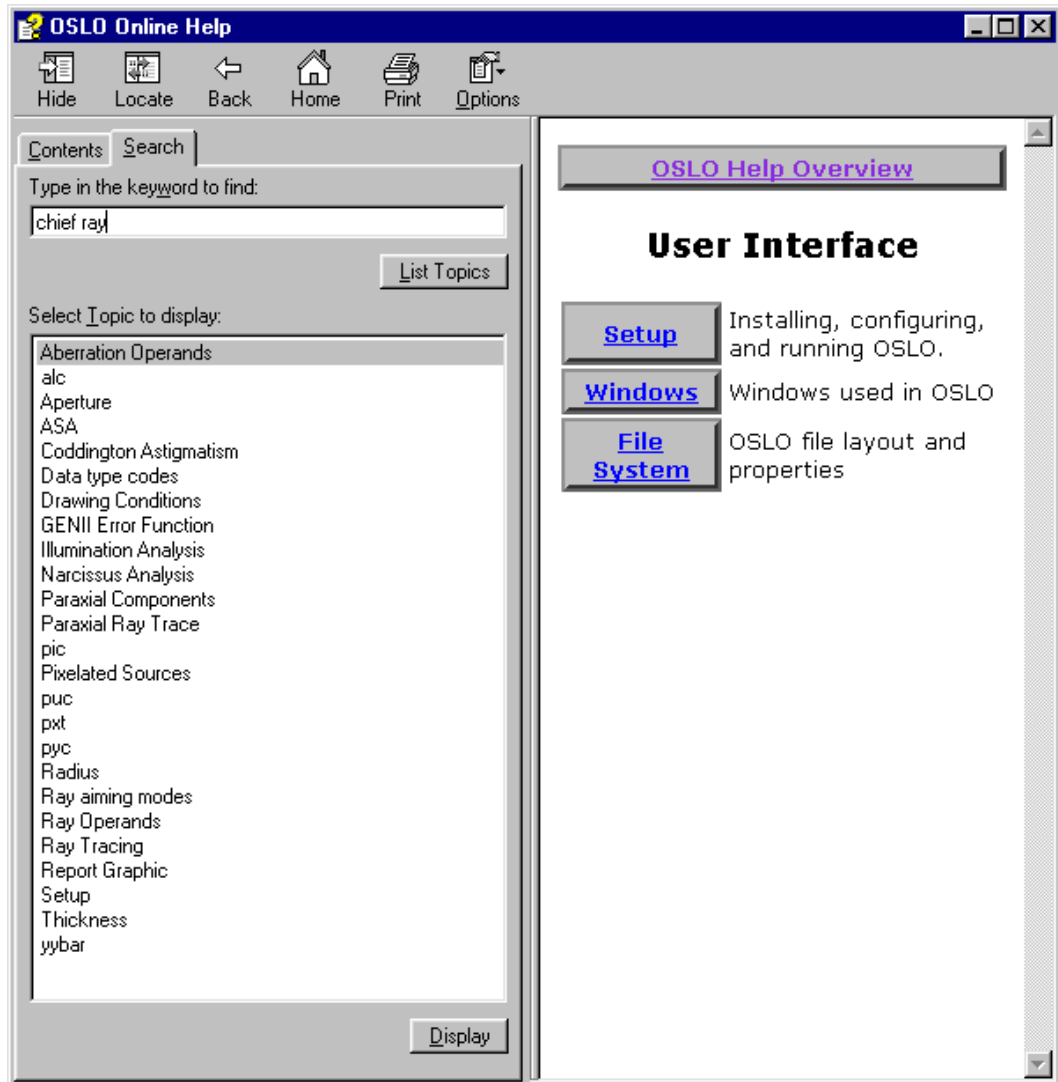 OSLO Online Help
Hide Locate Back Home Print Options
Contents Search
Type in the keyword to find:
chief ray
List Topics
Select Topic to display:
Aberration Operands
alc
Aperture
ASA
Coddington Astigmatism
Data type codes
Drawing Conditions
GENII Error Function
Illumination Analysis
Narcissus Analysis
Paraxial Components
Paraxial Ray Trace
pic
Pixelated Sources
puc
pxt
pyc
Radius
Ray aiming modes
Ray Operands
Ray Tracing
Report Graphic
Setup
Thickness
yybar
Display
OSLO Help Overview
User Interface
Setup
Installing, configuring,
and running OSLO.
Windows
Windows used in OSLO
File
System
OSLO file layout and
properties